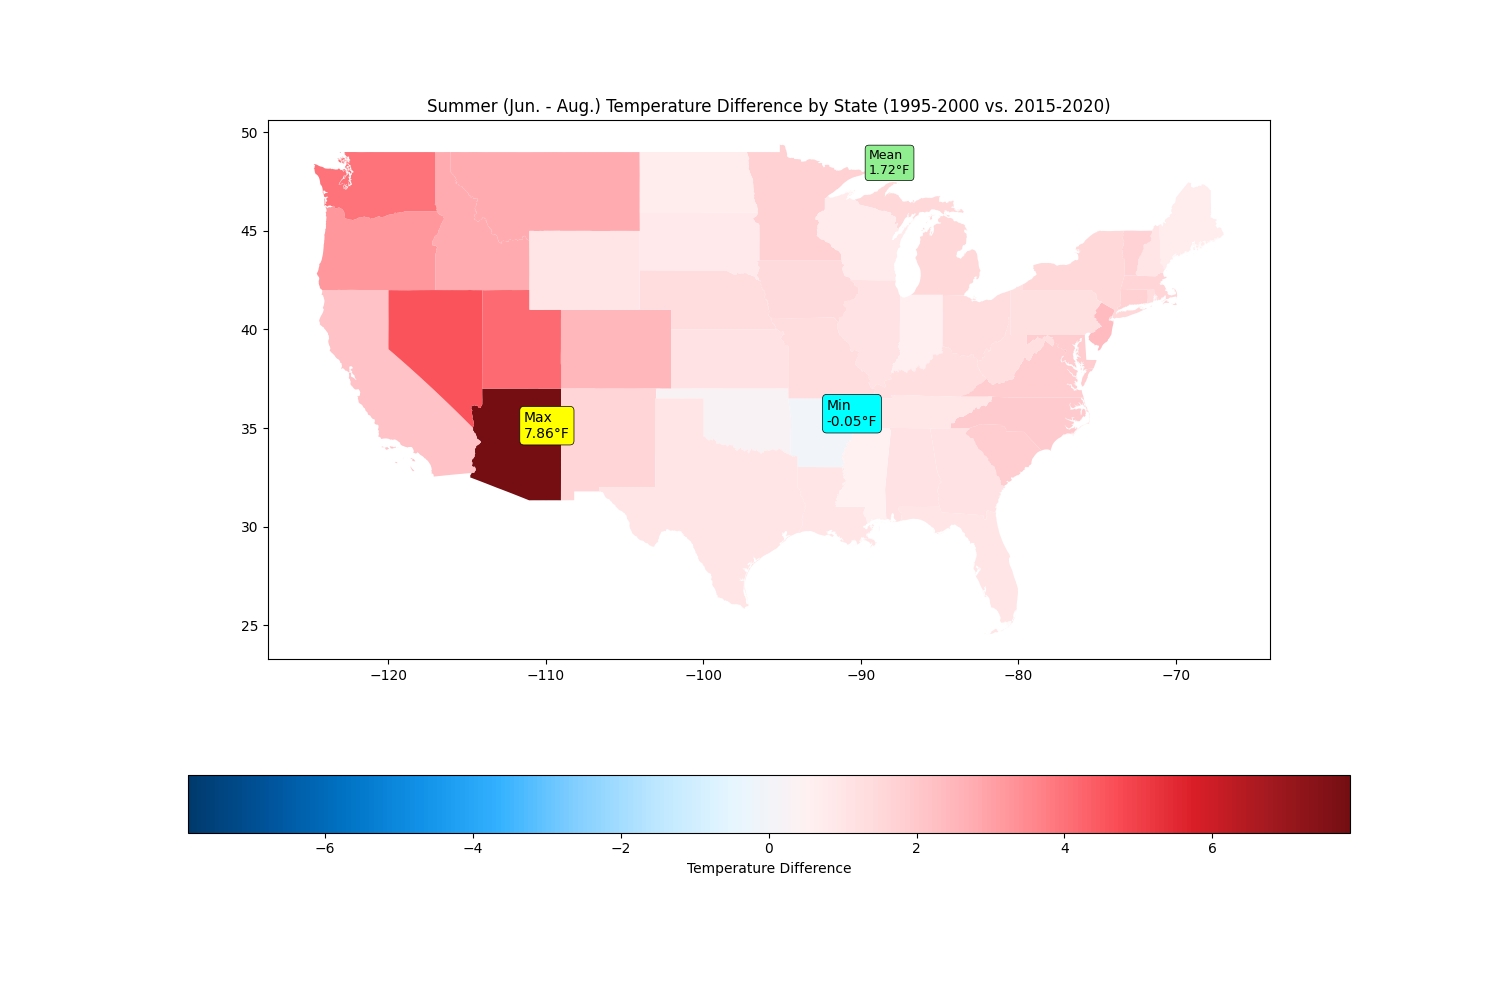 Summer (Jun. - Aug.) Temperature Difference by State (1995-2000 vs. 2015-2020)
50
45
40
35
30
25
Mean
1.72°F
Min
-0.05°F
Max
7.86°F
−120
−110
−100
−90
−80
−70
−6
−4
−2
0
2
4
6
Temperature Difference